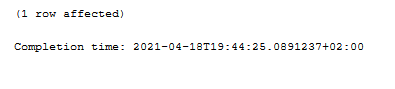 (1 row affected)
Completion time: 2021-04-18T19:44:25.0891237+02:00